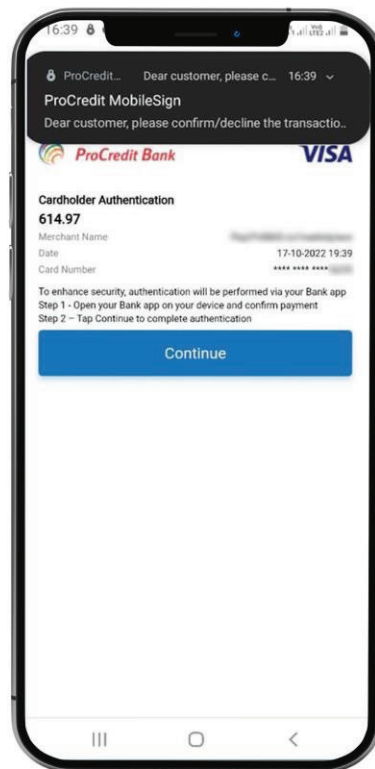 16:39
ProCredit... Dear customer, please c... 16:39
ProCredit MobileSign
Dear customer, please confirm/decline the transactio..
ProCredit Bank VISA
Cardholder Authentication
614.97
Merchant Name
Date 17-10-2022 19:39
Card Number **** **** ****
To enhance security, authentication will be performed via your Bank app
Step 1 - Open your Bank app on your device and confirm payment
Step 2 – Tap Continue to complete authentication
Continue